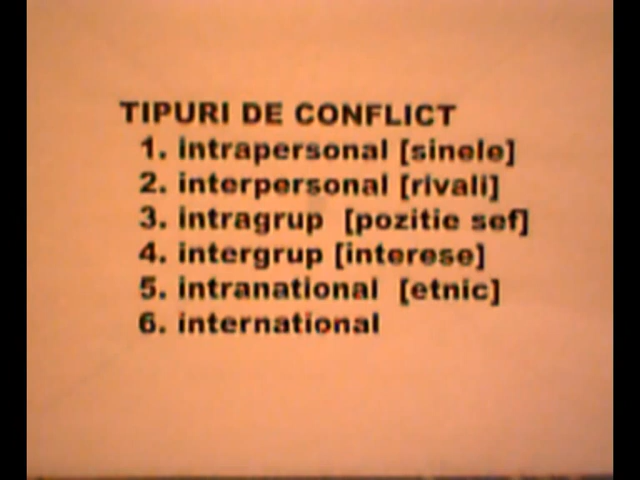 TIPURI DE CONFLICT
1. intrapersonal [sinele]
2. interpersonal [rivali]
3. intragrup [pozitie sef]
4. intergrup [interese]
5. intranational [etnic]
6. international